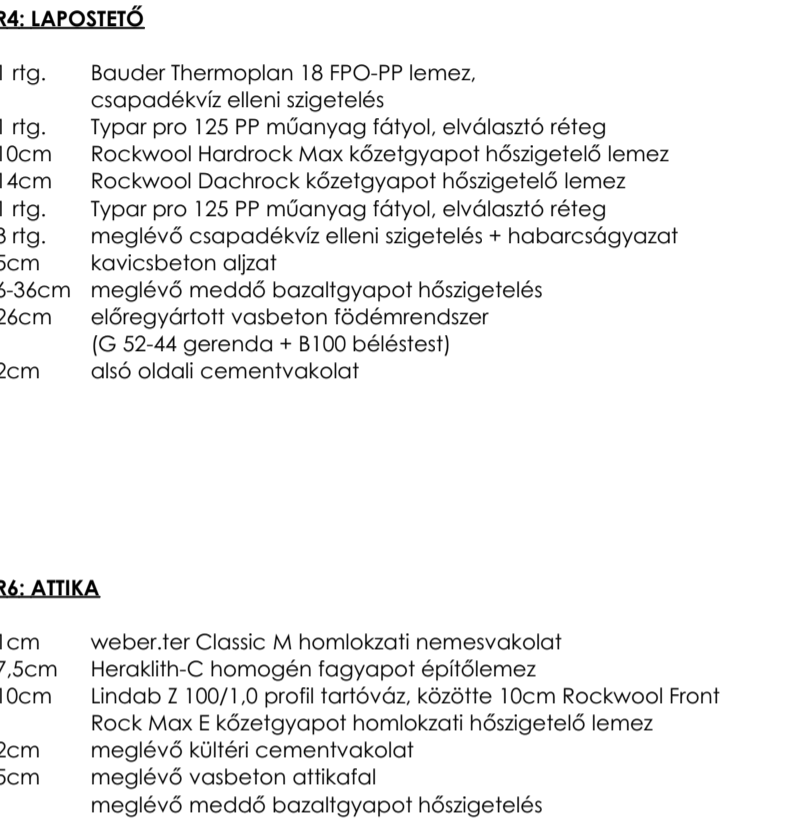 R4: LAPOSTETŐ
1 rtg. Bauder Thermoplan 18 FPO-PP lemez,
csapadékvíz elleni szigetelés
1 rtg. Typar pro 125 PP műanyag fátyol, elválasztó réteg
10cm Rockwool Hardrock Max kőzetgyapot hőszigetelő lemez
14cm Rockwool Dachrock kőzetgyapot hőszigetelő lemez
1 rtg. Typar pro 125 PP műanyag fátyol, elválasztó réteg
3 rtg. meglévő csapadékvíz elleni szigetelés + habarcságyazat
5cm kavicsbeton aljzat
6-36cm meglévő meddő bazaltgyapot hőszigetelés
26cm előregyártott vasbeton födémrendszer
(G 52-44 gerenda + B100 béléstest)
2cm alsó oldali cementvakolat
R6: ATTIKA
1cm weber.ter Classic M homlokzati nemesvakolat
7,5cm Heraklith-C homogén fagyapot építőlemez
10cm Lindab Z 100/1,0 profil tartóváz, közötte 10cm Rockwool Front
Rock Max E kőzetgyapot homlokzati hőszigetelő lemez
2cm meglévő kültéri cementvakolat
5cm meglévő vasbeton attikafal
meglévő meddő bazaltgyapot hőszigetelés